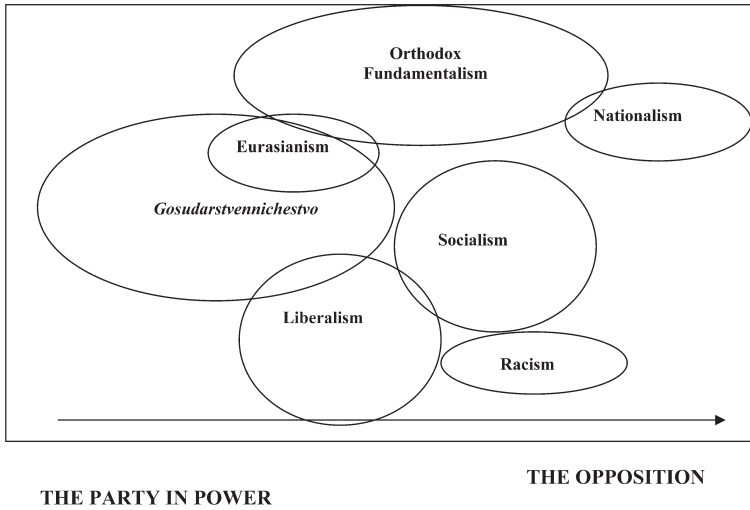 Orthodox
Fundamentalism
Nationalism
Eurasianism
Gosudarstvennichestvo
Socialism
Liberalism
Racism
THE OPPOSITION
THE PARTY IN POWER